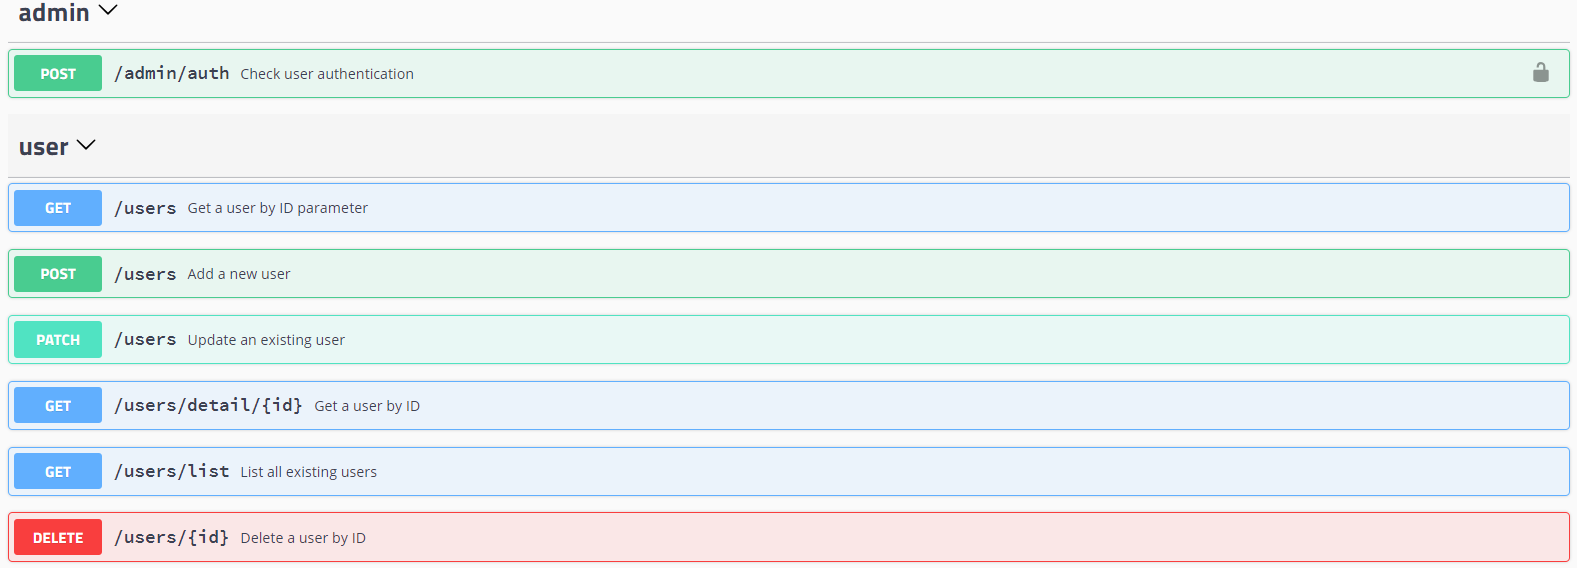 admin
POST /admin/auth Check user authentication
user
GET /users Get a user by ID parameter
POST /users Add a new user
PATCH /users Update an existing user
GET /users/detail/{id} Get a user by ID
GET /users/list List all existing users
DELETE /users/{id} Delete a user by ID